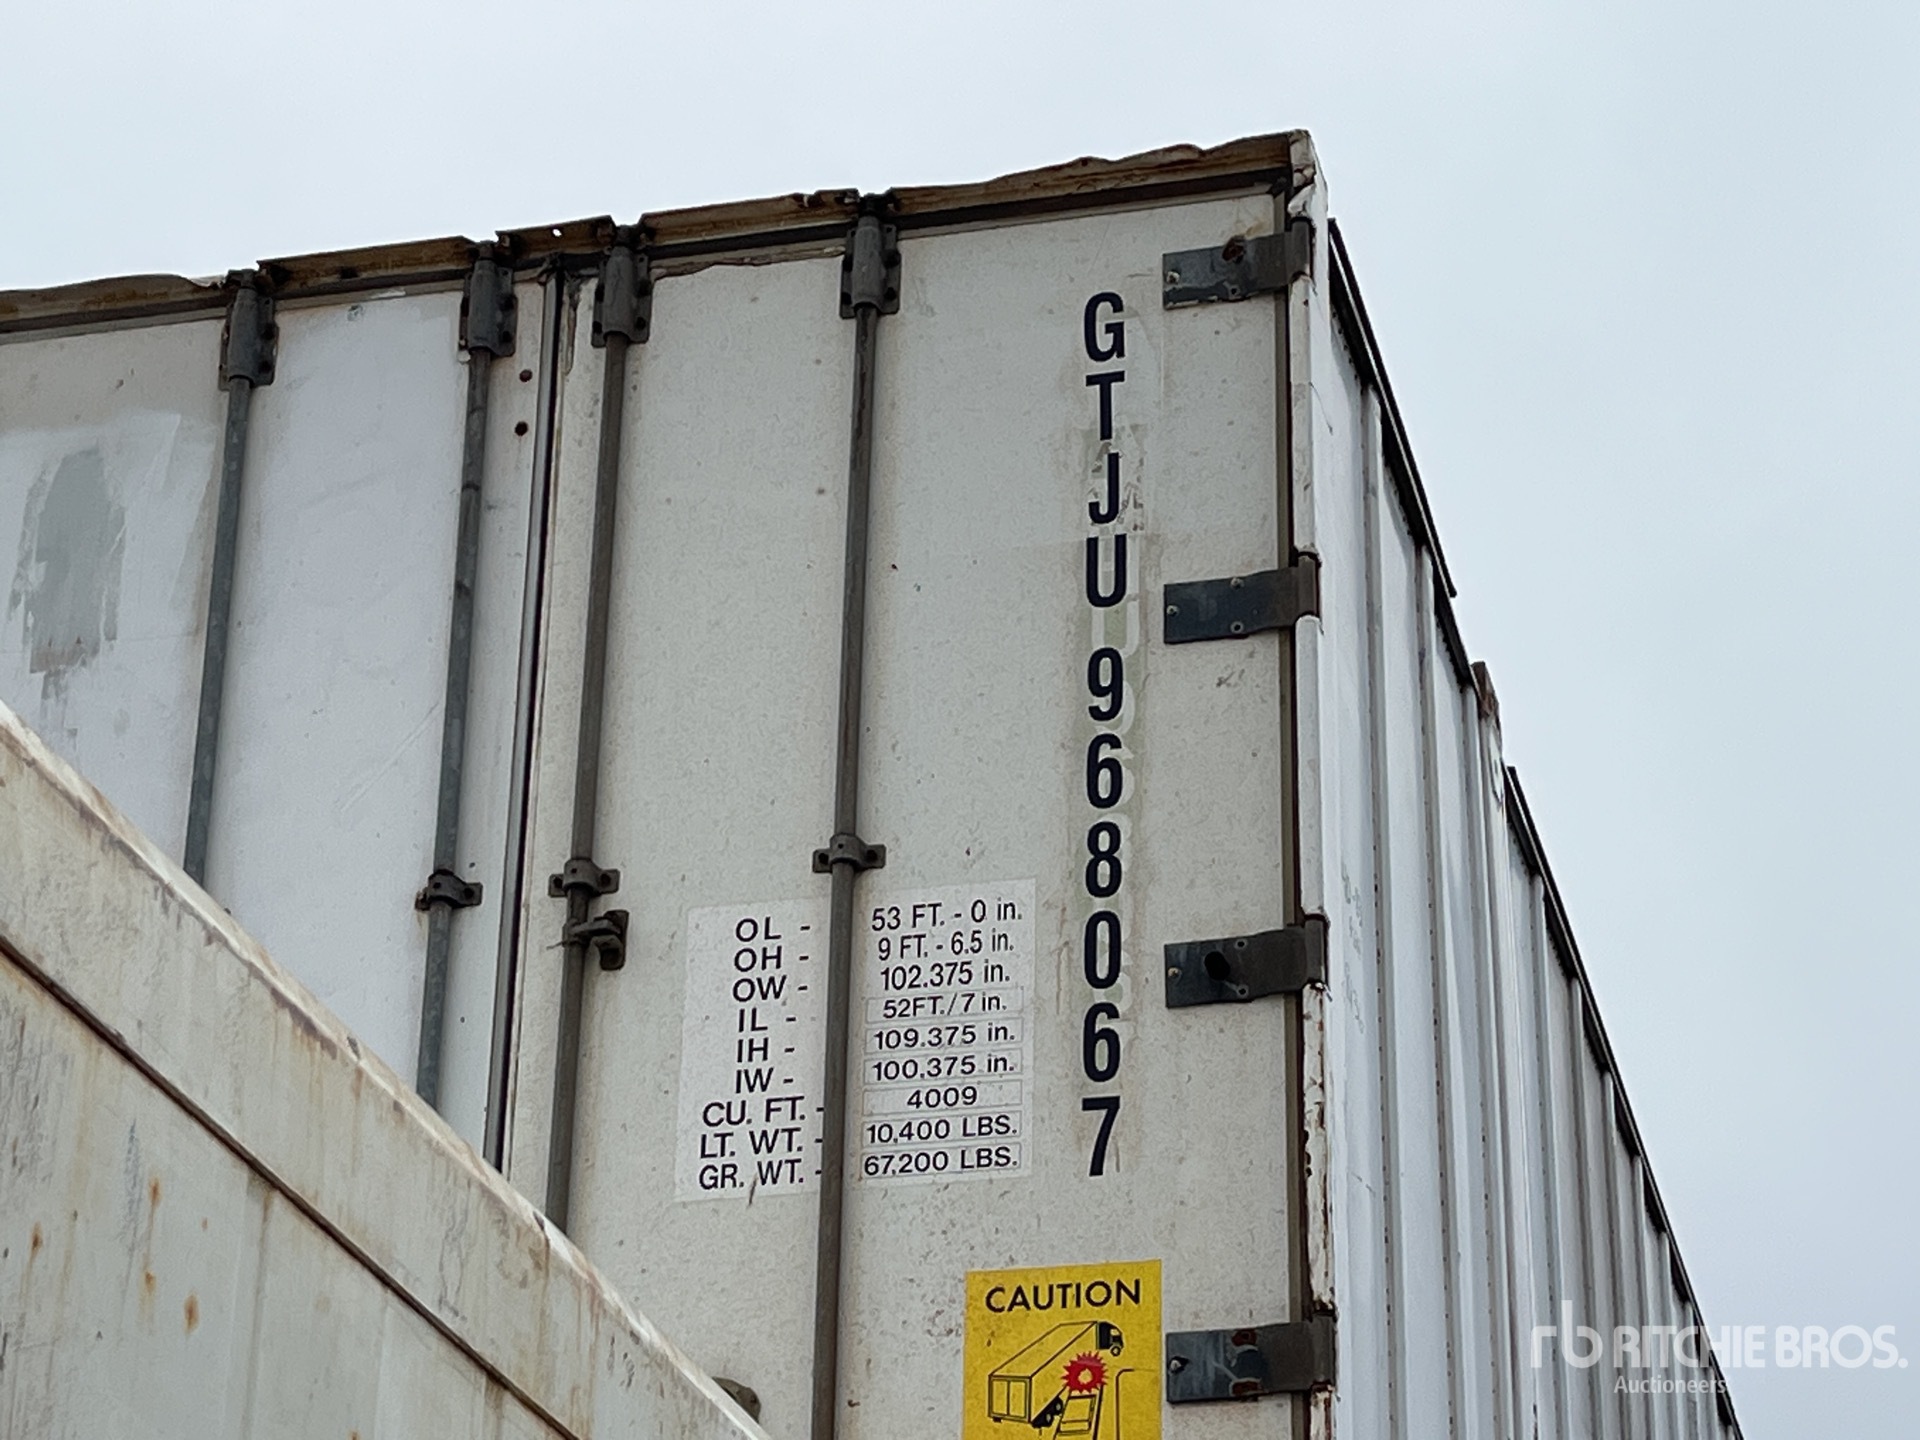 GTJU 968067
OL - 53 FT. - 0 in.
OH - 9 FT. - 6.5 in.
OW - 102.375 in.
IL - 52FT./7 in.
IH - 109.375 in.
IW - 100.375 in.
CU. FT. - 4009
LT. WT. - 10,400 LBS.
GR. WT. - 67,200 LBS.
CAUTION
rb RITCHIE BROS.
Auctioneers